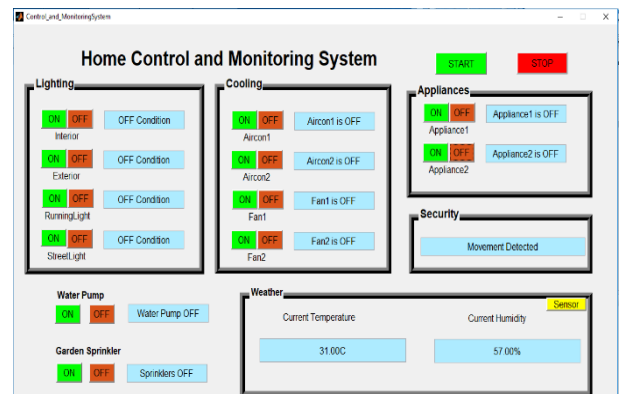 Control_and_MonitoringSystem
Home Control and Monitoring System
START
STOP
Lighting
ON OFF OFF Condition
Interior
ON OFF OFF Condition
Exterior
ON OFF OFF Condition
RunningLight
ON OFF OFF Condition
StreetLight
Cooling
ON OFF Aircon1 is OFF
Aircon1
ON OFF Aircon2 is OFF
Aircon2
ON OFF Fan1 is OFF
Fan1
ON OFF Fan2 is OFF
Fan2
Appliances
ON OFF Appliance1 is OFF
Appliance1
ON OFF Appliance2 is OFF
Appliance2
Security
Movement Detected
Water Pump
ON OFF Water Pump OFF
Garden Sprinkler
ON OFF Sprinklers OFF
Weather
Sensor
Current Temperature
31.00C
Current Humidity
57.00%